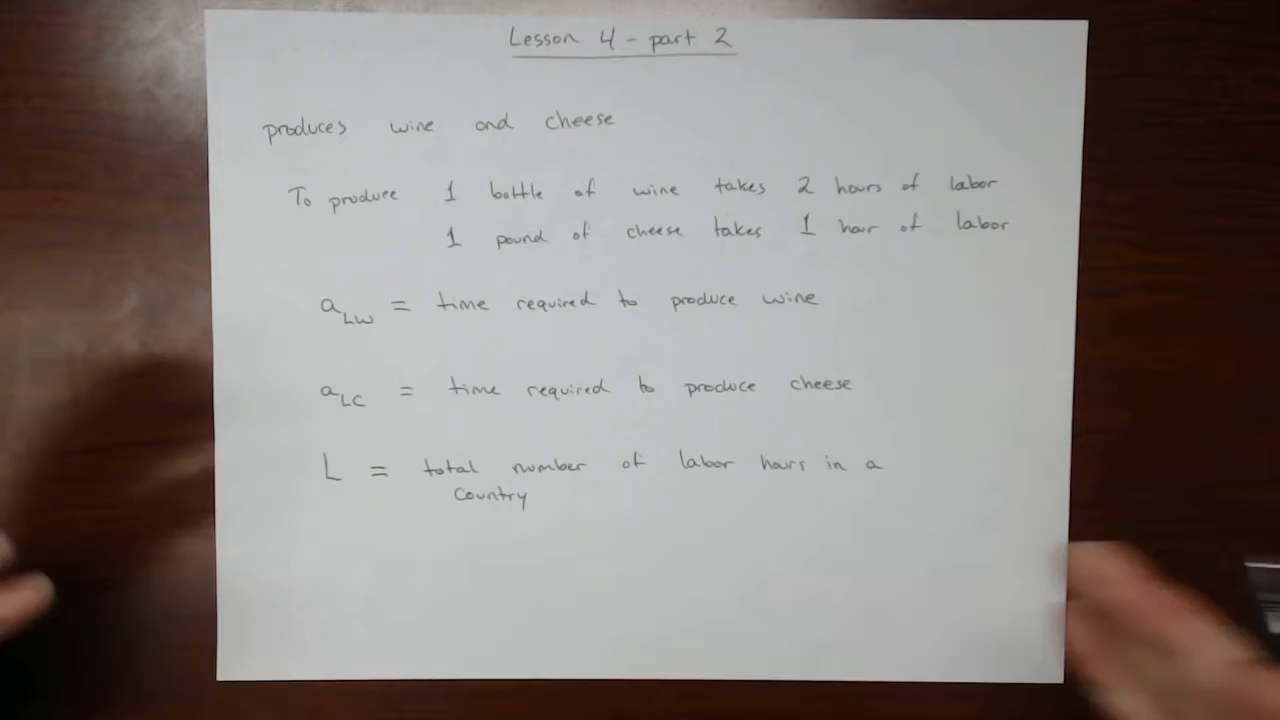 Lesson 4 - part 2
produces wine and cheese
To produce 1 bottle of wine takes 2 hours of labor
1 pound of cheese takes 1 hour of labor
a_LW = time required to produce wine
a_LC = time required to produce cheese
L = total number of labor hours in a
country